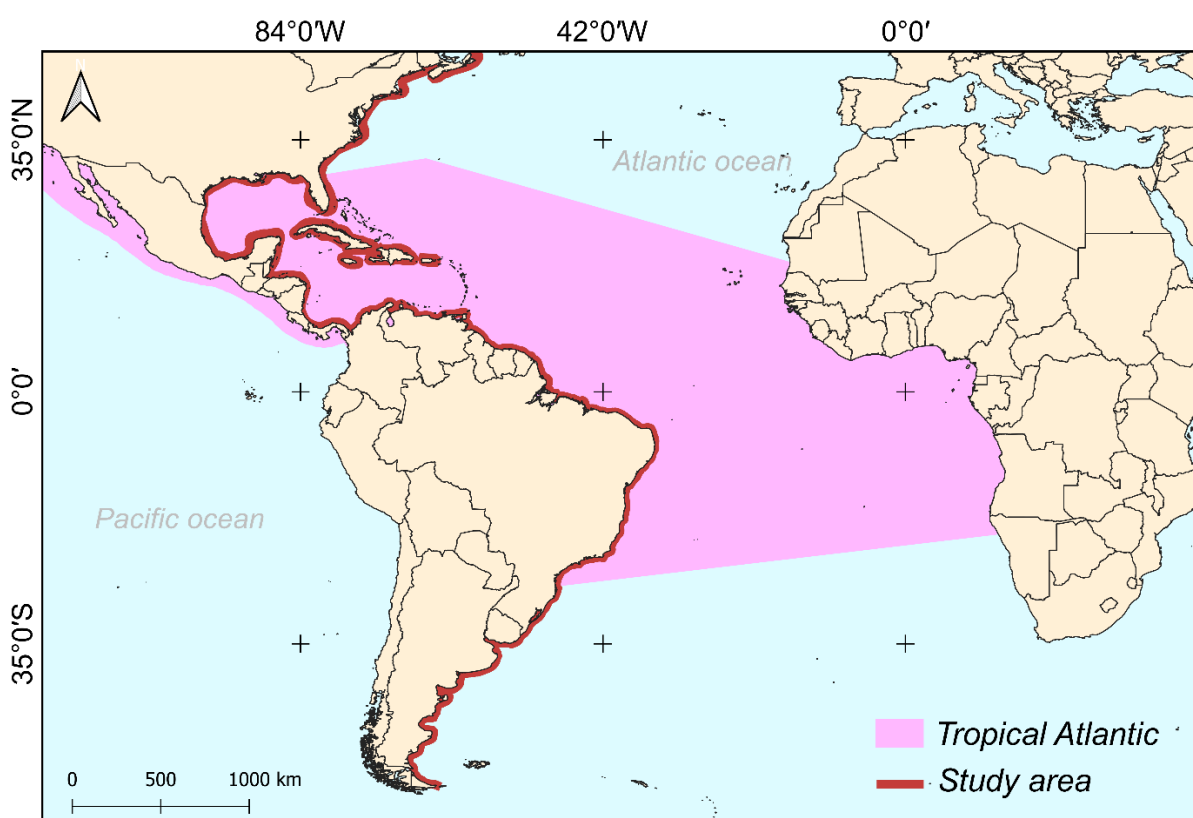 84°0′W 42°0′W 0°0′
N
35°0′N
Atlantic ocean
0°0′
Pacific ocean
35°0′S
Tropical Atlantic
Study area
0 500 1000 km